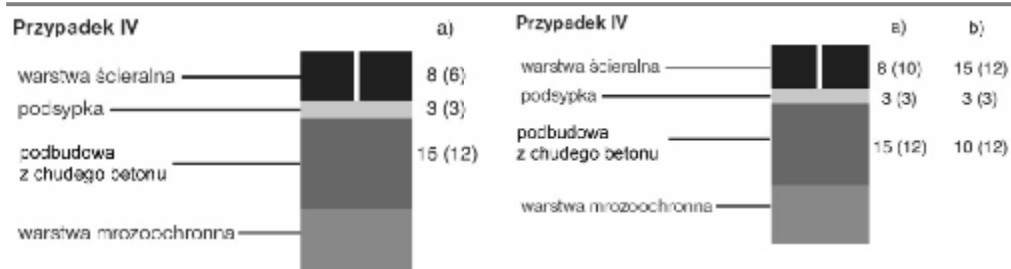 Przypadek IV a)
warstwa ścieralna 8 (6)
podsypka 3 (3)
podbudowa
z chudego betonu 15 (12)
warstwa mrozoochronna
Przypadek IV a) b)
warstwa ścieralna 8 (10) 15 (12)
podsypka 3 (3) 3 (3)
podbudowa
z chudego betonu 15 (12) 10 (12)
warstwa mrozoochronna